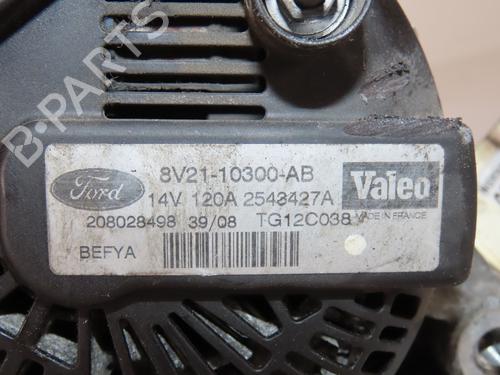 B-PARTS
8V21-10300-AB
Ford
14V 120A 2543427A
Valeo
MADE IN FRANCE
208028498 39/08 TG12C038
BEFYA